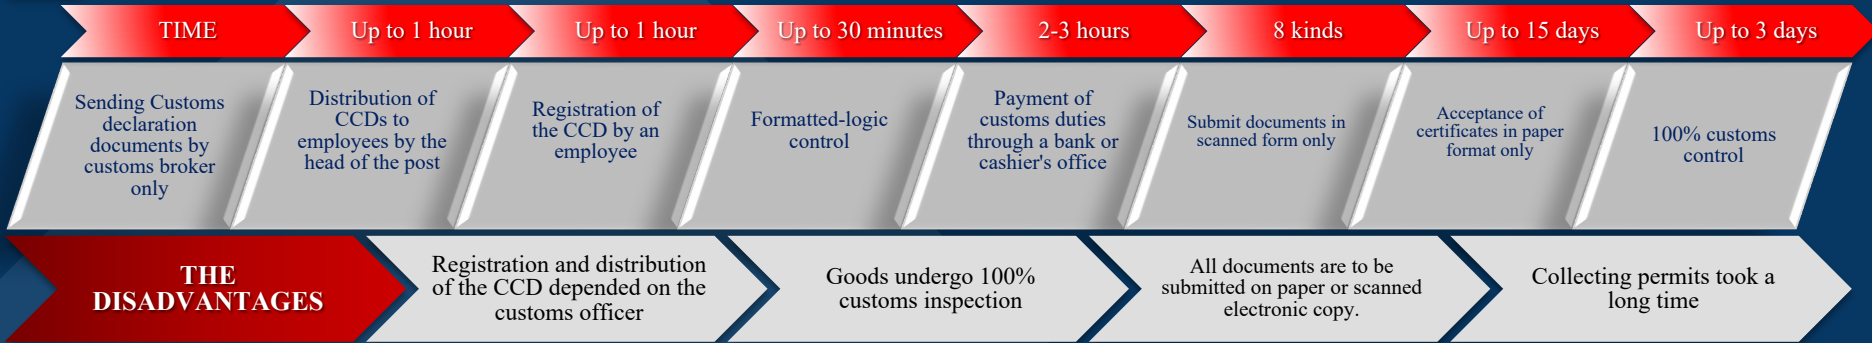 TIME
Up to 1 hour
Up to 1 hour
Up to 30 minutes
2-3 hours
8 kinds
Up to 15 days
Up to 3 days
Sending Customs
declaration
documents by
customs broker
only
Distribution of
CCDs to
employees by the
head of the post
Registration of
the CCD by an
employee
Formatted-logic
control
Payment of
customs duties
through a bank or
cashier's office
Submit documents in
scanned form only
Acceptance of
certificates in paper
format only
100% customs
control
THE
DISADVANTAGES
Registration and distribution
of the CCD depended on the
customs officer
Goods undergo 100%
customs inspection
All documents are to be
submitted on paper or scanned
electronic copy.
Collecting permits took a
long time